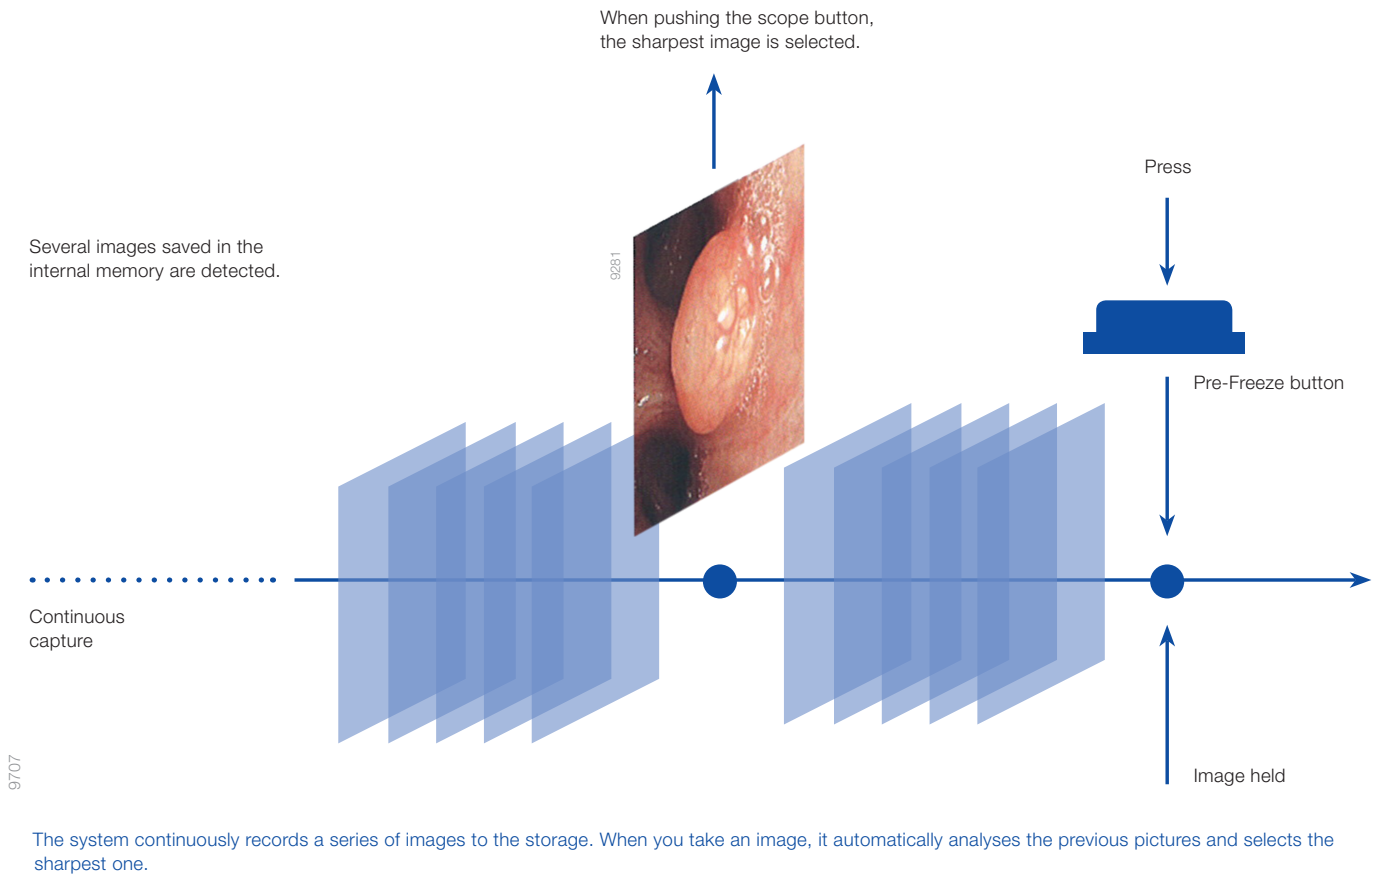 When pushing the scope button,
the sharpest image is selected.
Press
Several images saved in the
internal memory are detected.
9281
Pre-Freeze button
Continuous
capture
9707
Image held
The system continuously records a series of images to the storage. When you take an image, it automatically analyses the previous pictures and selects the
sharpest one.